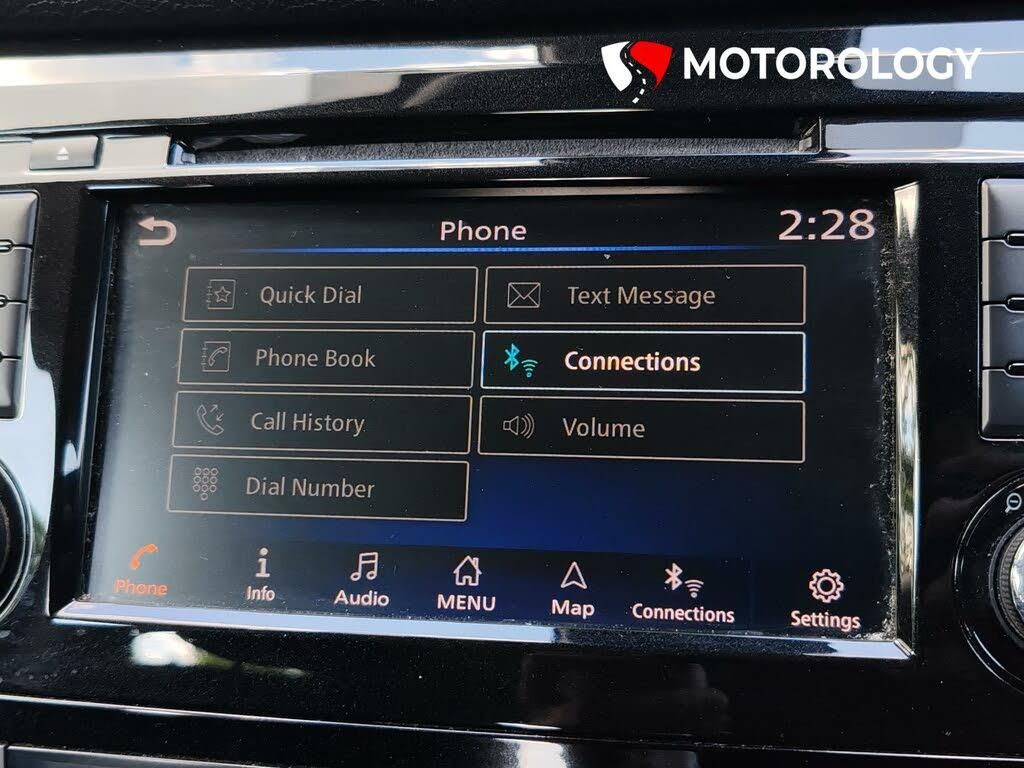 MOTOROLOGY
Phone
2:28
Quick Dial
Text Message
Phone Book
Connections
Call History
Volume
Dial Number
Phone
Info
Audio
MENU
Map
Connections
Settings